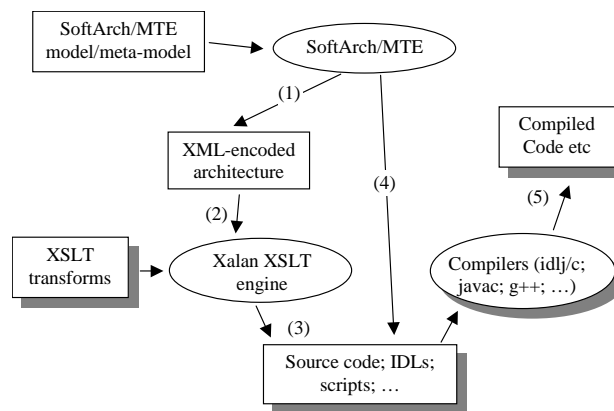 SoftArch/MTE
model/meta-model
SoftArch/MTE
(1)
XML-encoded
architecture
Compiled
Code etc
(4)
(5)
(2)
XSLT
transforms
Xalan XSLT
engine
Compilers (idlj/c;
javac; g++; …)
(3)
Source code; IDLs;
scripts; …